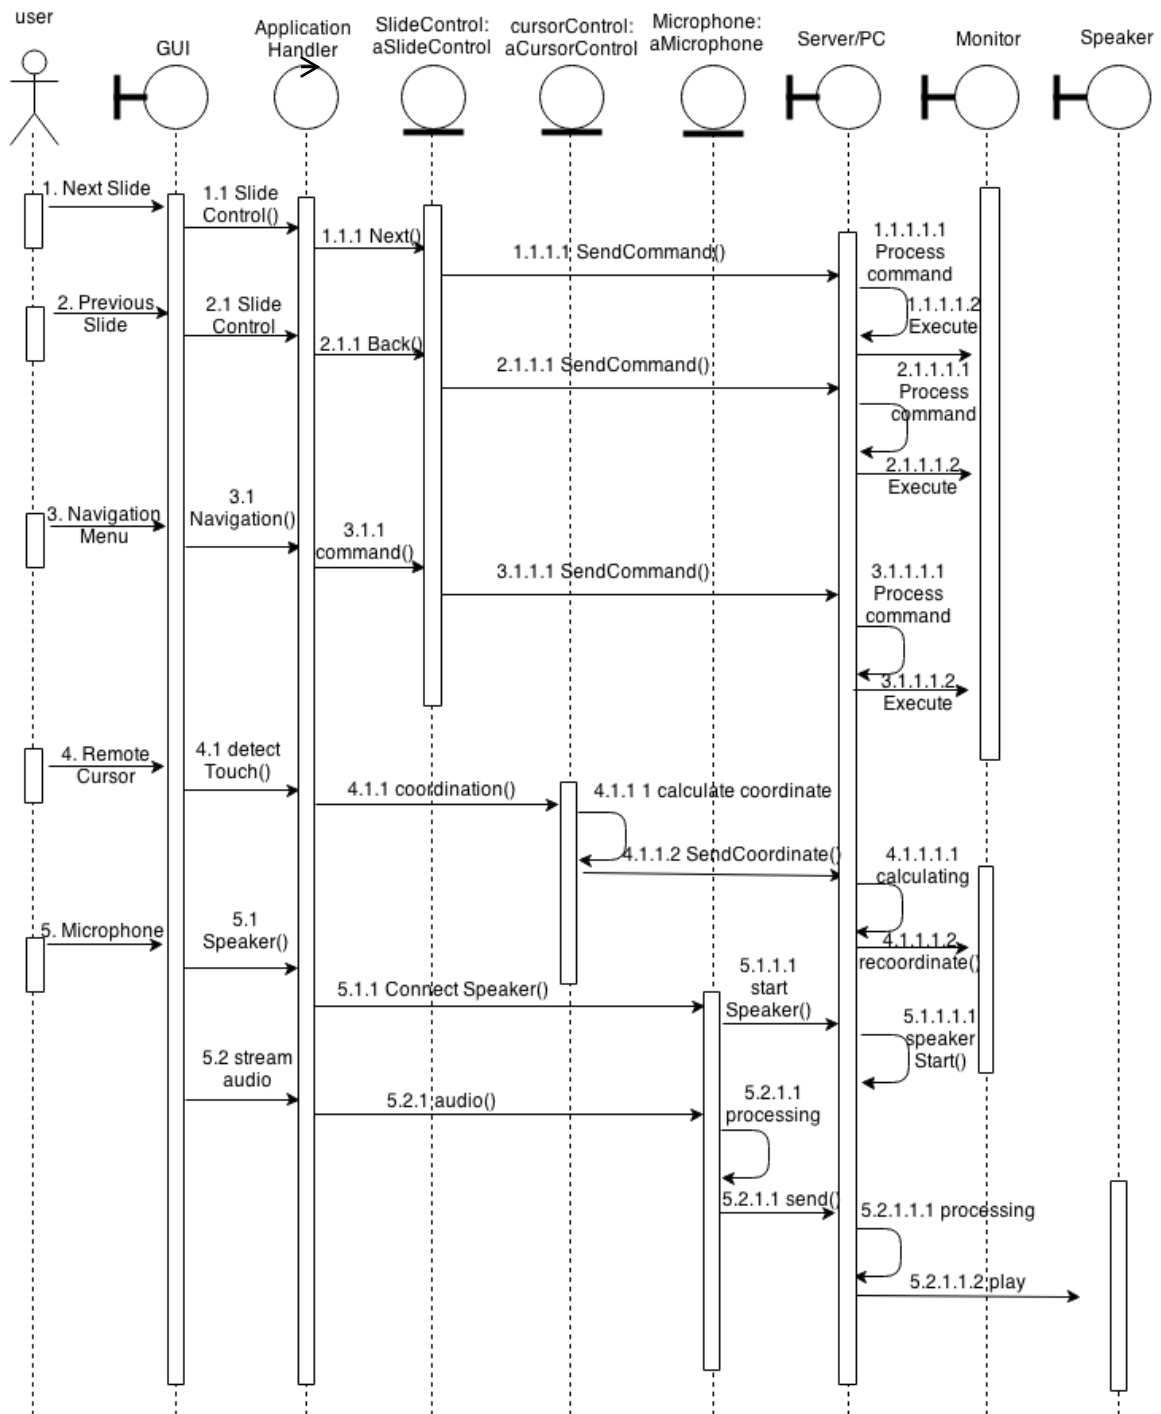 user
GUI
Application
Handler
SlideControl:
aSlideControl
cursorControl:
aCursorControl
Microphone:
aMicrophone
Server/PC
Monitor
Speaker
1. Next Slide
1.1 Slide
Control()
1.1.1 Next()
1.1.1.1 SendCommand()
1.1.1.1.1
Process
command
1.1.1.1.2
Execute
2. Previous
Slide
2.1 Slide
Control
2.1.1 Back()
2.1.1.1 SendCommand()
2.1.1.1.1
Process
command
2.1.1.1.2
Execute
3. Navigation
Menu
3.1
Navigation()
3.1.1
command()
3.1.1.1 SendCommand()
3.1.1.1.1
Process
command
3.1.1.1.2
Execute
4. Remote
Cursor
4.1 detect
Touch()
4.1.1 coordination()
4.1.1 1 calculate coordinate
4.1.1.2 SendCoordinate()
4.1.1.1.1
calculating
4.1.1.1.2
recoordinate()
5. Microphone
5.1
Speaker()
5.1.1 Connect Speaker()
5.1.1.1
start
Speaker()
5.1.1.1.1
speaker
Start()
5.2 stream
audio
5.2.1 audio()
5.2.1.1
processing
5.2.1.1 send()
5.2.1.1.1 processing
5.2.1.1.2 play